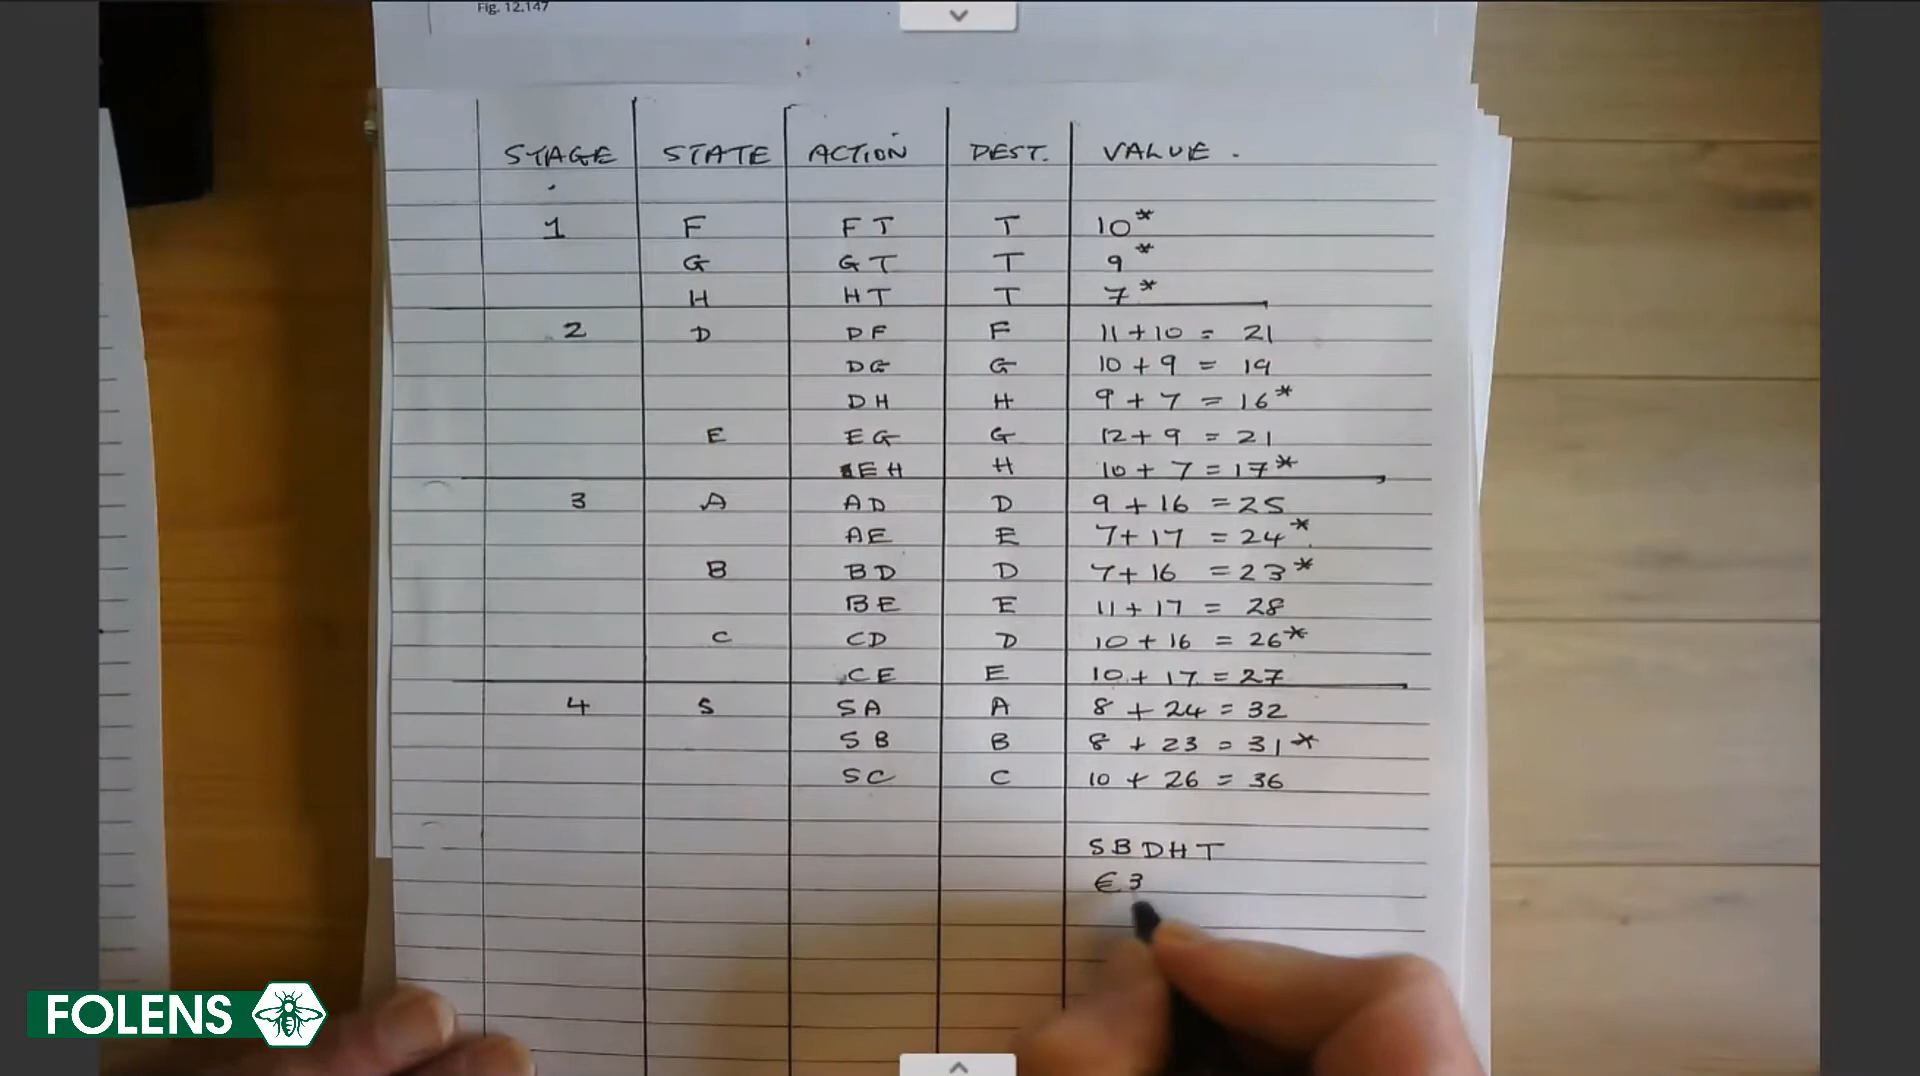 Fig. 12.147
STAGE STATE ACTION DEST. VALUE.
1 F FT T 10*
G GT T 9*
H HT T 7*
2 D DF F 11 + 10 = 21
DG G 10 + 9 = 19
DH H 9 + 7 = 16*
E EG G 12 + 9 = 21
EH H 10 + 7 = 17*
3 A AD D 9 + 16 = 25
AE E 7 + 17 = 24*
B BD D 7 + 16 = 23*
BE E 11 + 17 = 28
C CD D 10 + 16 = 26*
CE E 10 + 17 = 27
4 S SA A 8 + 24 = 32
SB B 8 + 23 = 31*
SC C 10 + 26 = 36
SBDHT
€3
FOLENS